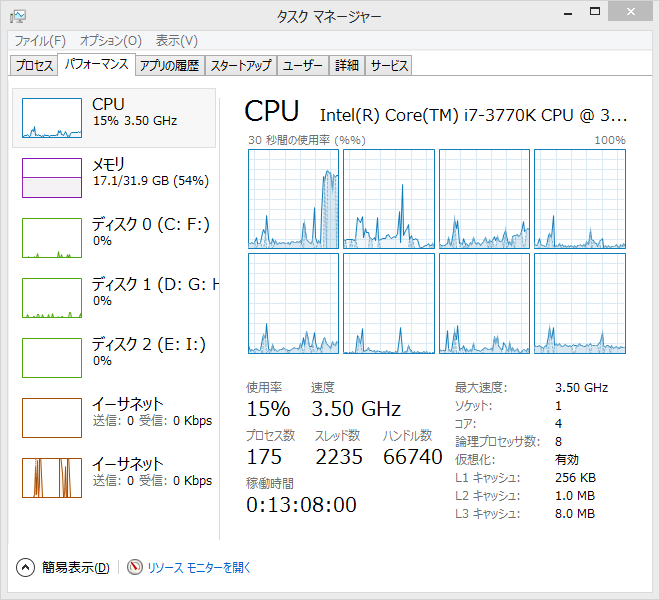 タスク マネージャー
ファイル(F) オプション(O) 表示(V)
プロセス パフォーマンス アプリの履歴 スタートアップ ユーザー 詳細 サービス
CPU
15% 3.50 GHz
メモリ
17.1/31.9 GB (54%)
ディスク 0 (C: F:)
0%
ディスク 1 (D: G: H
0%
ディスク 2 (E: I:)
0%
イーサネット
送信: 0 受信: 0 Kbps
イーサネット
送信: 0 受信: 0 Kbps
CPU Intel(R) Core(TM) i7-3770K CPU @ 3...
30 秒間の使用率 (%%) 100%
使用率 速度
15% 3.50 GHz
プロセス数 スレッド数 ハンドル数
175 2235 66740
稼働時間
0:13:08:00
最大速度: 3.50 GHz
ソケット: 1
コア: 4
論理プロセッサ数: 8
仮想化: 有効
L1 キャッシュ: 256 KB
L2 キャッシュ: 1.0 MB
L3 キャッシュ: 8.0 MB
簡易表示(D) リソース モニターを開く